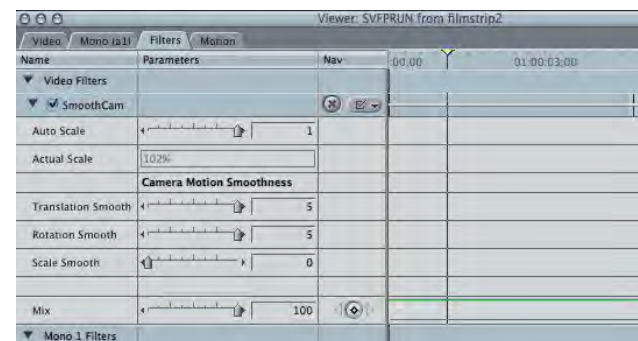 Viewer: SVFPRUN from filmstrip2
Video Mono (a1) Filters Motion
Name Parameters Nav 00:00 01:00:03:00
Video Filters
SmoothCam
Auto Scale 1
Actual Scale 102%
Camera Motion Smoothness
Translation Smooth 5
Rotation Smooth 5
Scale Smooth 0
Mix 100
Mono 1 Filters